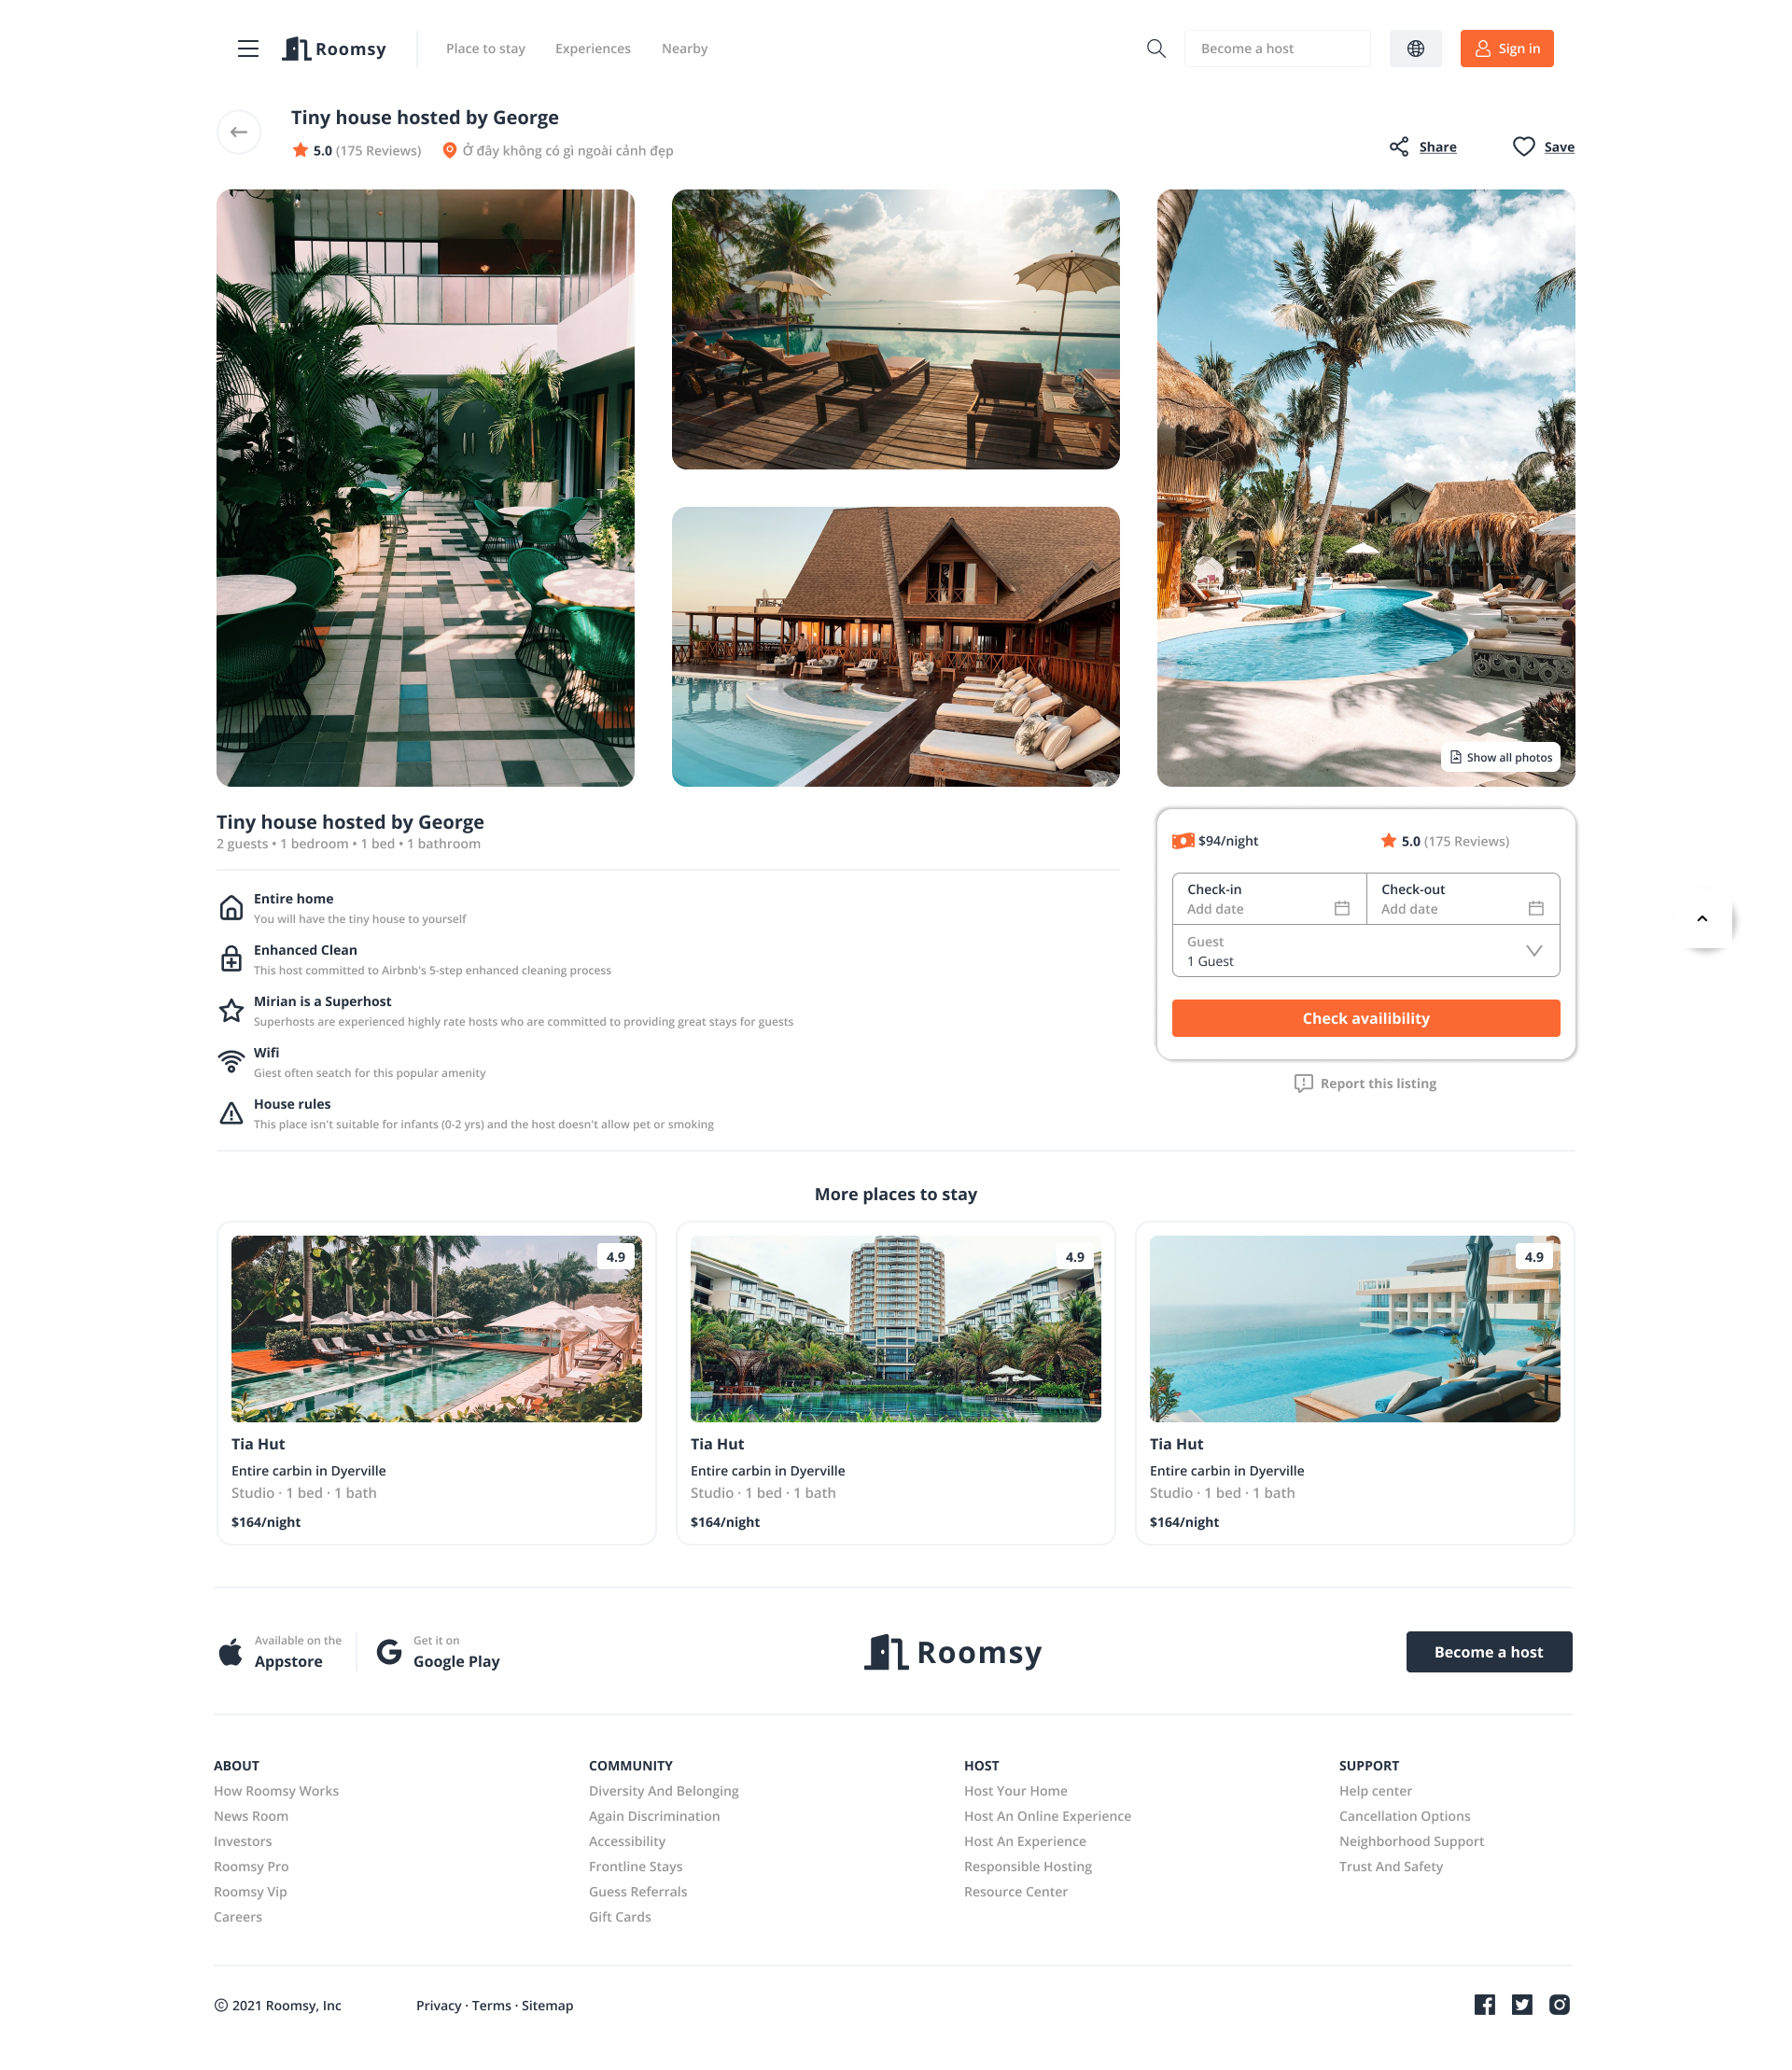 Roomsy
Place to stay
Experiences
Nearby
Become a host
Sign in
Tiny house hosted by George
5.0 (175 Reviews)
Ở đây không có gì ngoài cảnh đẹp
Share
Save
Show all photos
Tiny house hosted by George
2 guests • 1 bedroom • 1 bed • 1 bathroom
Entire home
You will have the tiny house to yourself
Enhanced Clean
This host committed to Airbnb's 5-step enhanced cleaning process
Mirian is a Superhost
Superhosts are experienced highly rate hosts who are committed to providing great stays for guests
Wifi
Giest often seatch for this popular amenity
House rules
This place isn't suitable for infants (0-2 yrs) and the host doesn't allow pet or smoking
$94/night
5.0 (175 Reviews)
Check-in
Add date
Check-out
Add date
Guest
1 Guest
Check availibility
Report this listing
More places to stay
4.9
Tia Hut
Entire carbin in Dyerville
Studio · 1 bed · 1 bath
$164/night
4.9
Tia Hut
Entire carbin in Dyerville
Studio · 1 bed · 1 bath
$164/night
4.9
Tia Hut
Entire carbin in Dyerville
Studio · 1 bed · 1 bath
$164/night
Available on the
Appstore
Get it on
Google Play
Roomsy
Become a host
ABOUT
How Roomsy Works
News Room
Investors
Roomsy Pro
Roomsy Vip
Careers
COMMUNITY
Diversity And Belonging
Again Discrimination
Accessibility
Frontline Stays
Guess Referrals
Gift Cards
HOST
Host Your Home
Host An Online Experience
Host An Experience
Responsible Hosting
Resource Center
SUPPORT
Help center
Cancellation Options
Neighborhood Support
Trust And Safety
© 2021 Roomsy, Inc
Privacy · Terms · Sitemap